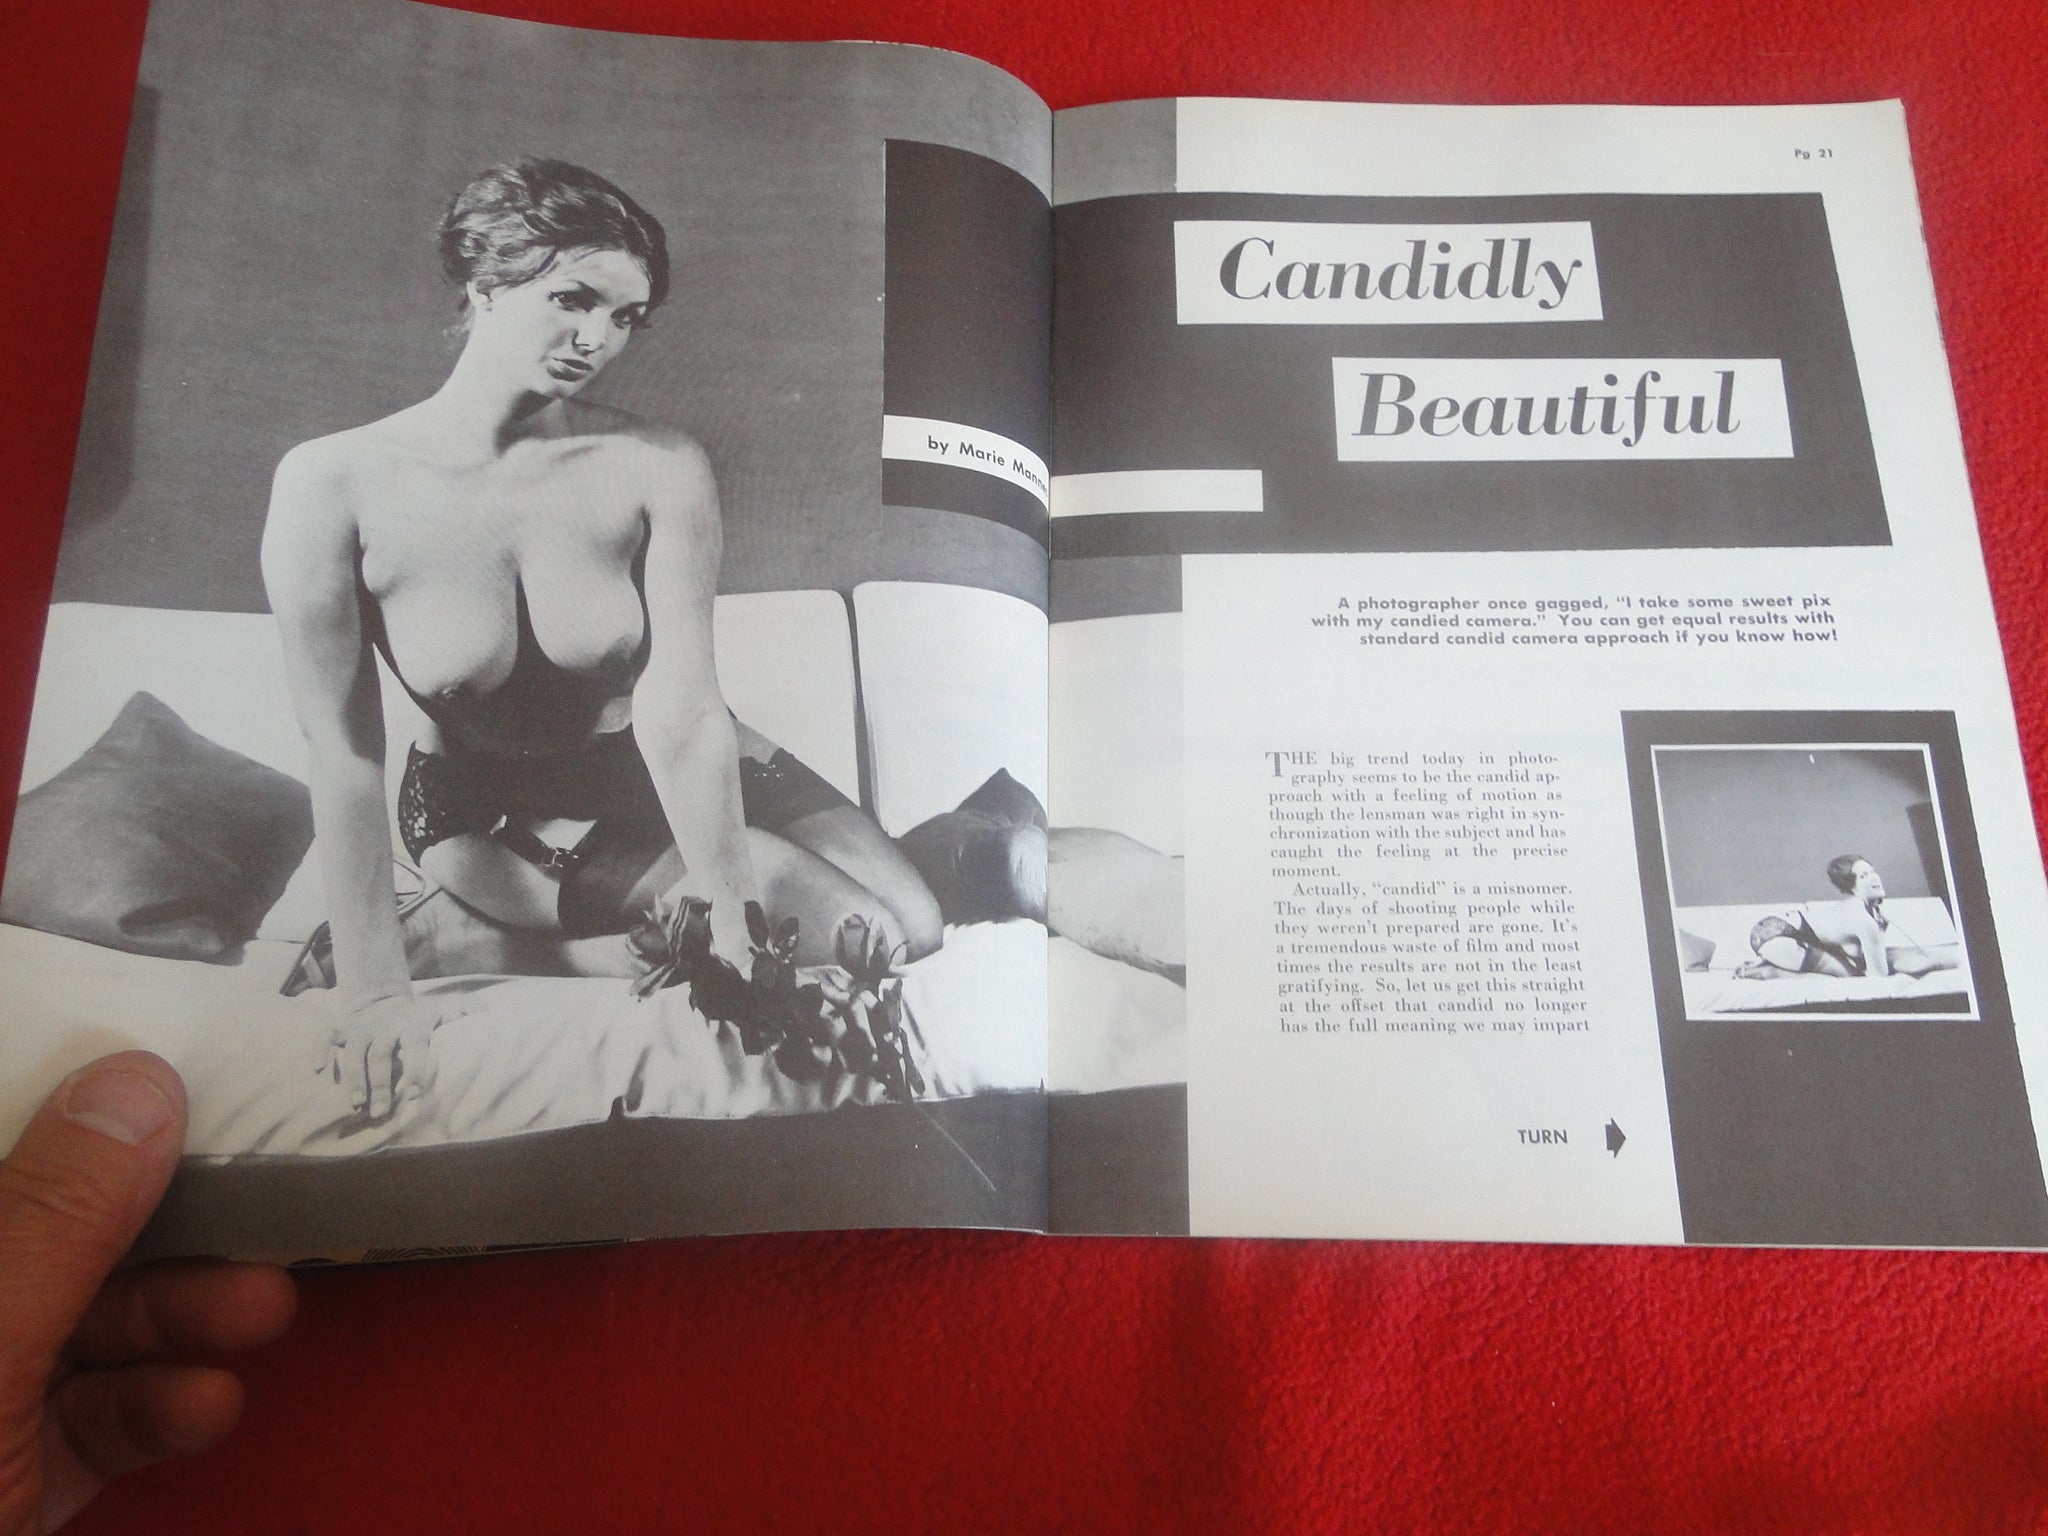 Pg 21
Candidly
Beautiful
by Marie
A photographer once gagged, "I take some sweet pix
with my candied camera." You can get equal results with
standard candid camera approach if you know how!
THE big trend today in photo-
graphy seems to be the candid ap-
proach with a feeling of motion as
though the lensman was right in syn-
chronization with the subject and has
caught the feeling at the precise
moment.
Actually, "candid" is a misnomer.
The days of shooting people while
they weren't prepared are gone. It's
a tremendous waste of film and most
times the results are not in the least
gratifying. So, let us get this straight
at the offset that candid no longer
has the full meaning we may impart
TURN